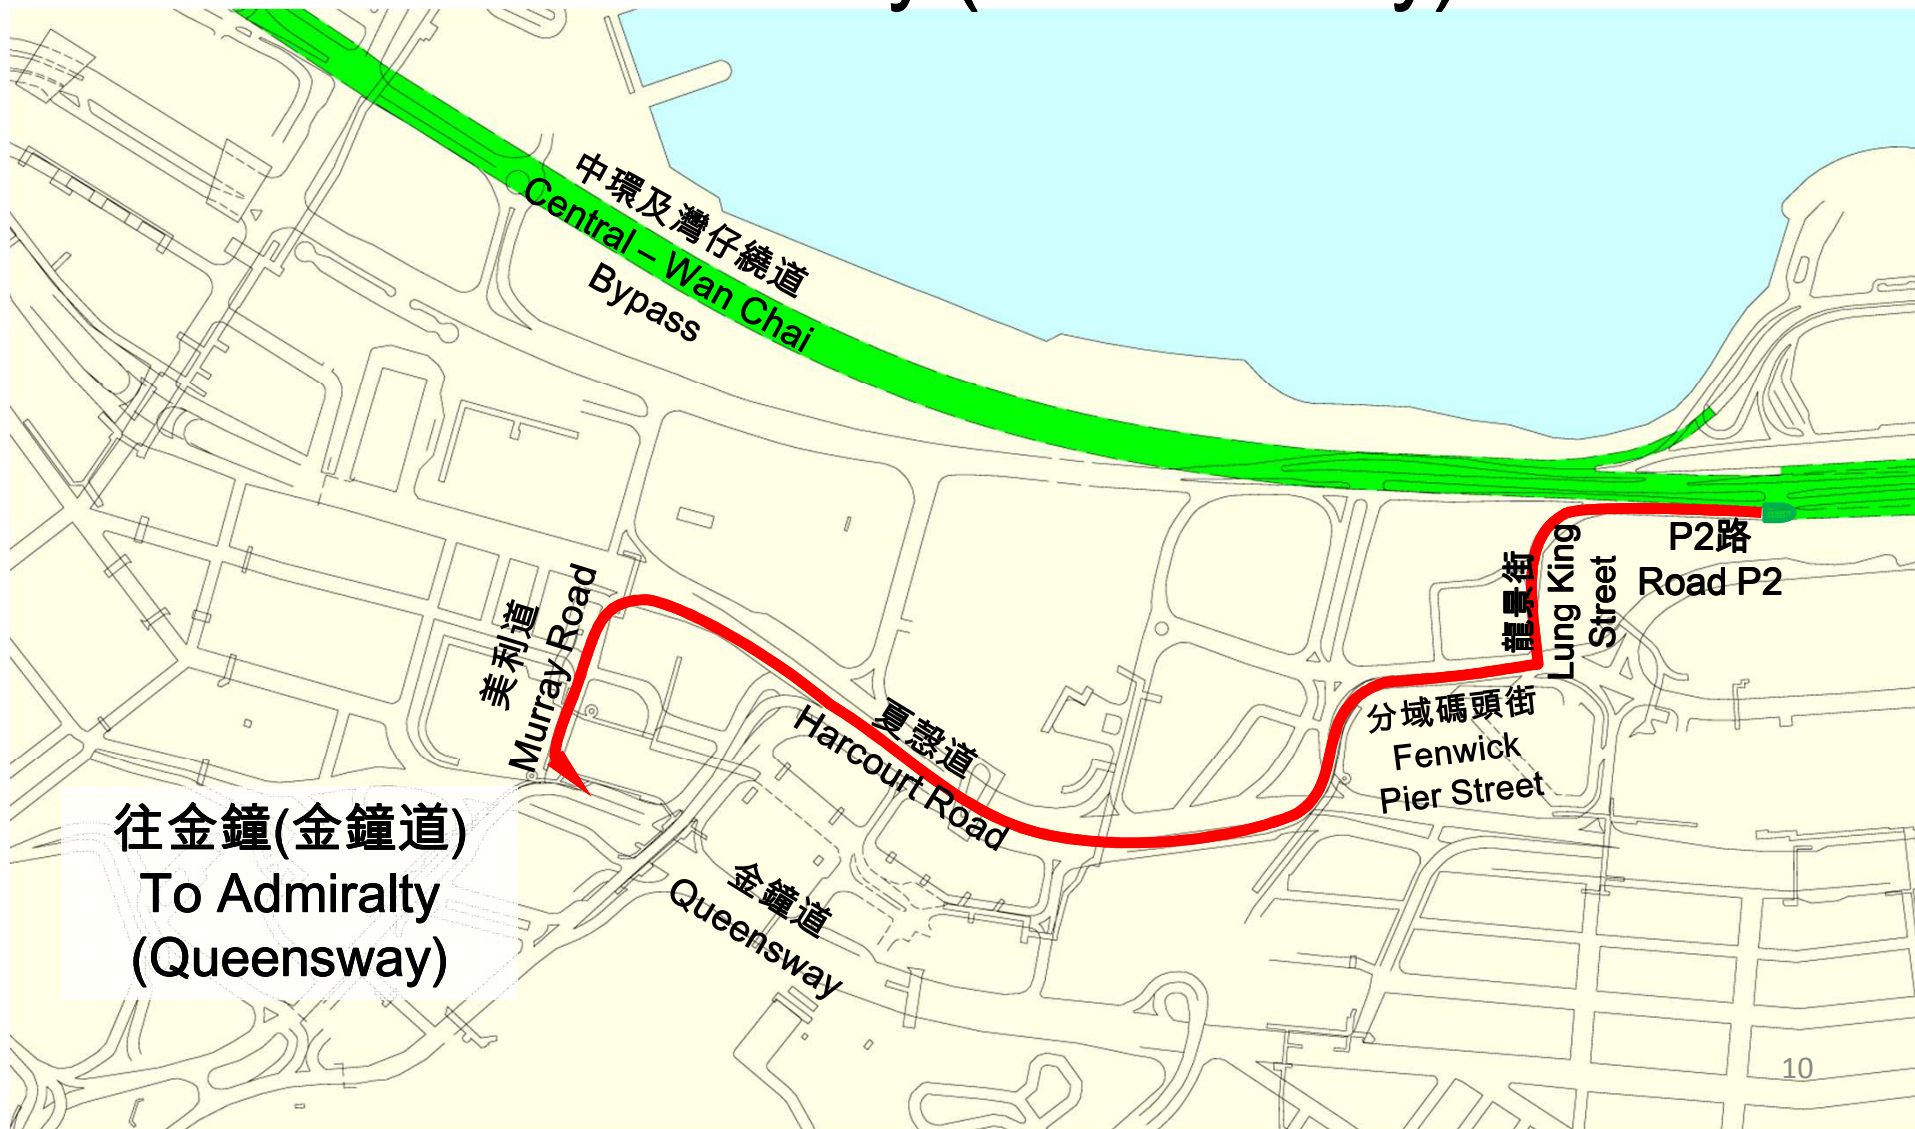 中環及灣仔繞道
Central – Wan Chai
Bypass
P2路
Road P2
龍景街
Lung King
Street
美利道
Murray Road
分域碼頭街
Fenwick
Pier Street
夏愨道
Harcourt Road
往金鐘(金鐘道)
To Admiralty
(Queensway)
金鐘道
Queensway
10